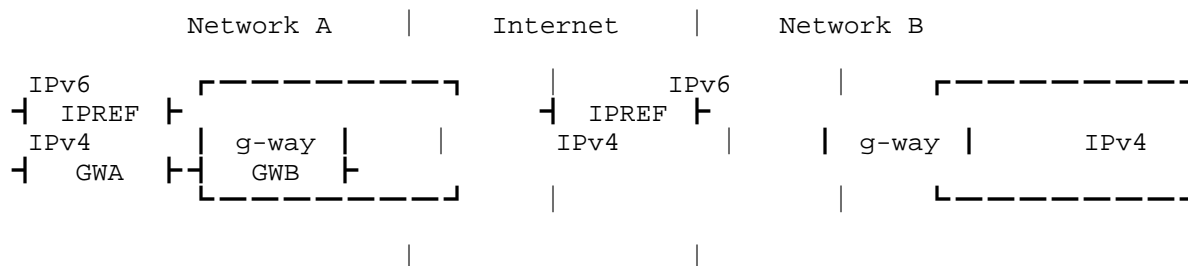 Network A | Internet | Network B
IPv6 IPv6
IPREF IPREF
IPv4 g-way IPv4 g-way IPv4
GWA GWB